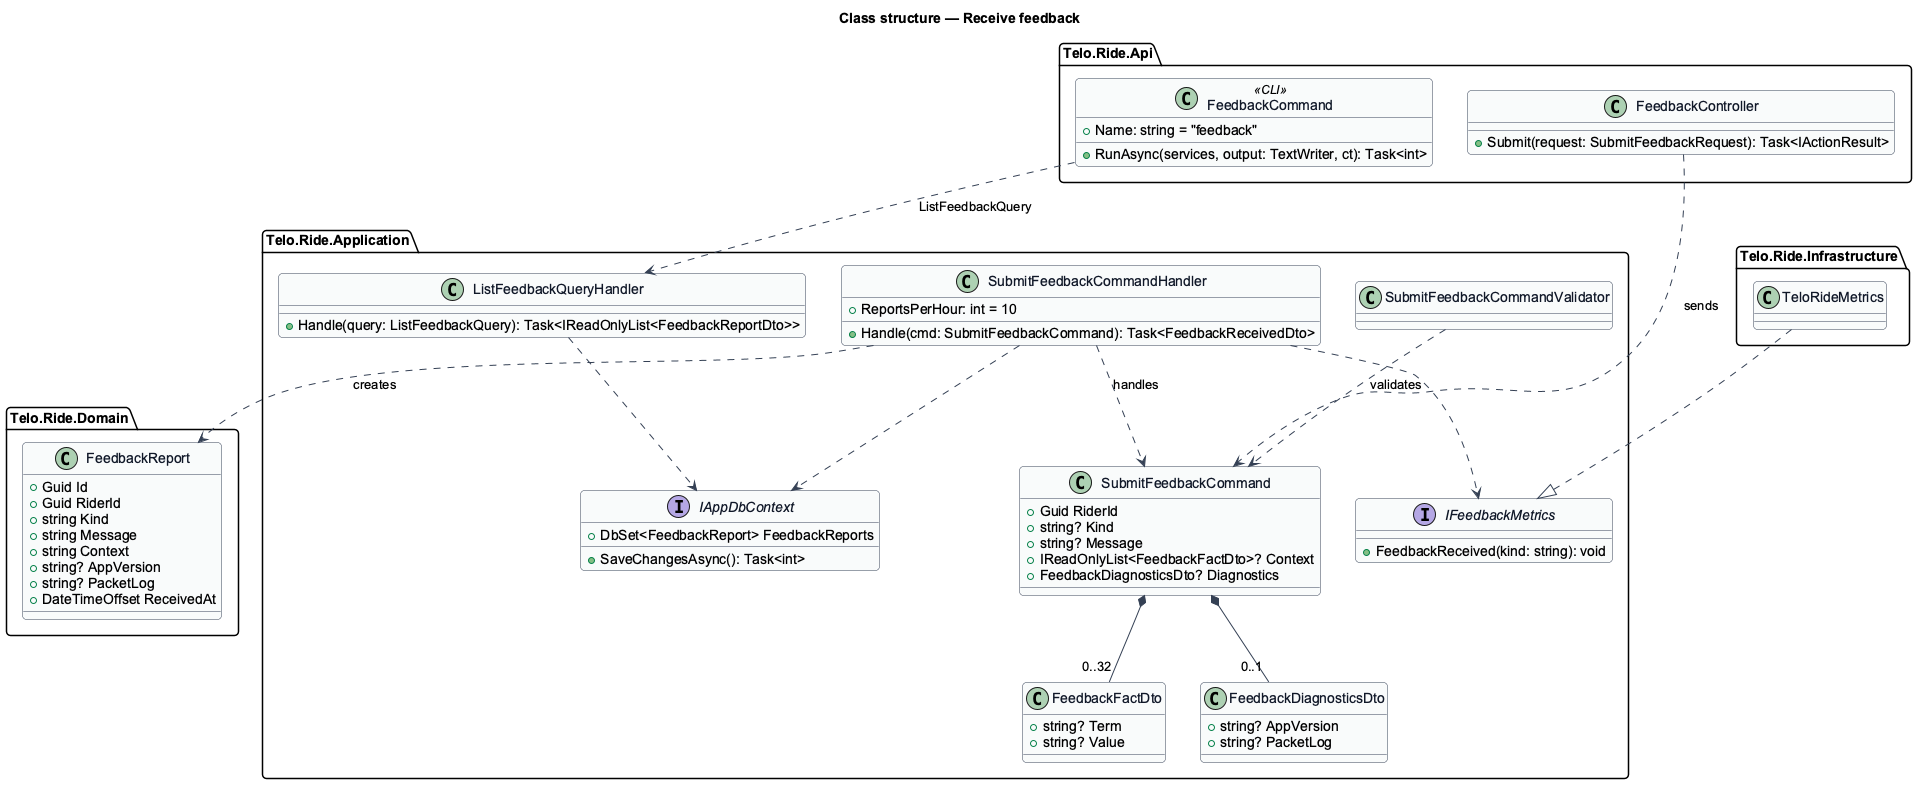 Class structure — Receive feedback
Telo.Ride.Api
C
«CLI»
FeedbackCommand
Name: string = "feedback"
RunAsync(services, output: TextWriter, ct): Task<int>
C FeedbackController
Submit(request: SubmitFeedbackRequest): Task<IActionResult>
ListFeedbackQuery
sends
Telo.Ride.Application
C ListFeedbackQueryHandler
Handle(query: ListFeedbackQuery): Task<IReadOnlyList<FeedbackReportDto>>
C SubmitFeedbackCommandHandler
ReportsPerHour: int = 10
Handle(cmd: SubmitFeedbackCommand): Task<FeedbackReceivedDto>
C SubmitFeedbackCommandValidator
Telo.Ride.Infrastructure
C TeloRideMetrics
creates
handles
validates
Telo.Ride.Domain
C FeedbackReport
Guid Id
Guid RiderId
string Kind
string Message
string Context
string? AppVersion
string? PacketLog
DateTimeOffset ReceivedAt
I IAppDbContext
DbSet<FeedbackReport> FeedbackReports
SaveChangesAsync(): Task<int>
C SubmitFeedbackCommand
Guid RiderId
string? Kind
string? Message
IReadOnlyList<FeedbackFactDto>? Context
FeedbackDiagnosticsDto? Diagnostics
I IFeedbackMetrics
FeedbackReceived(kind: string): void
0..32
0..1
C FeedbackFactDto
string? Term
string? Value
C FeedbackDiagnosticsDto
string? AppVersion
string? PacketLog